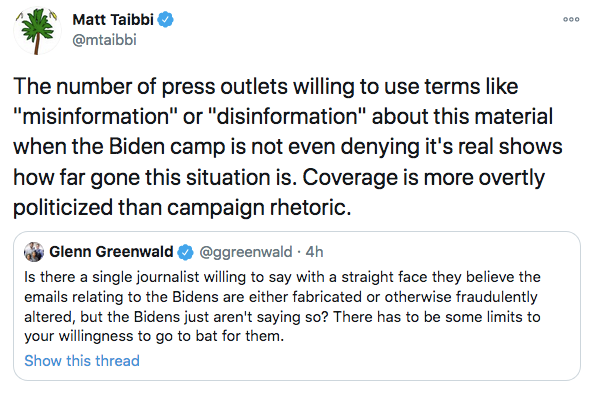 Matt Taibbi
@mtaibbi
The number of press outlets willing to use terms like
"misinformation" or "disinformation" about this material
when the Biden camp is not even denying it's real shows
how far gone this situation is. Coverage is more overtly
politicized than campaign rhetoric.
Glenn Greenwald @ggreenwald · 4h
Is there a single journalist willing to say with a straight face they believe the
emails relating to the Bidens are either fabricated or otherwise fraudulently
altered, but the Bidens just aren't saying so? There has to be some limits to
your willingness to go to bat for them.
Show this thread